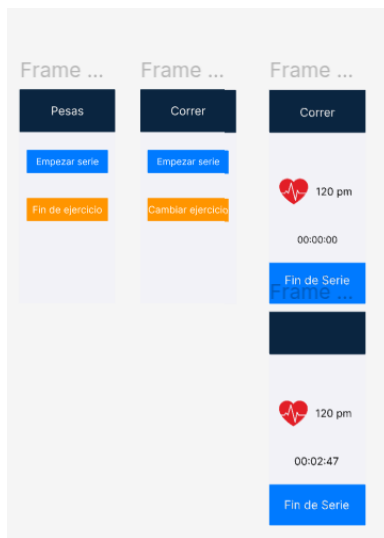 Frame ...
Pesas
Empezar serie
Fin de ejercicio
Frame ...
Correr
Empezar serie
Cambiar ejercicio
Frame ...
Correr
120 pm
00:00:00
Fin de Serie
Frame ...
120 pm
00:02:47
Fin de Serie